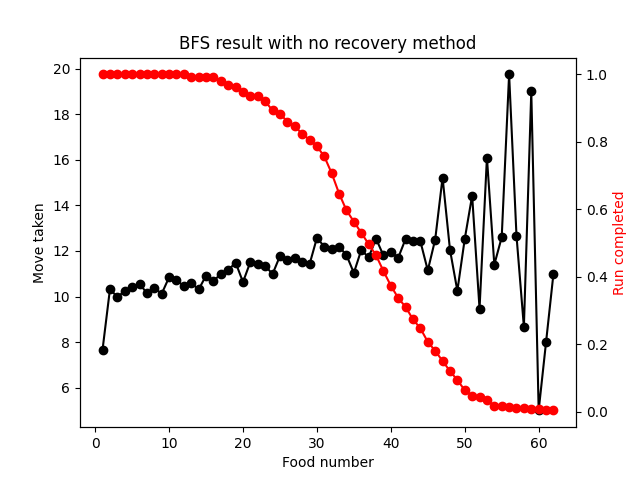 BFS result with no recovery method
20
18
16
14
12
10
8
6
Move taken
1.0
0.8
0.6
0.4
0.2
0.0
Run completed
0 10 20 30 40 50 60
Food number